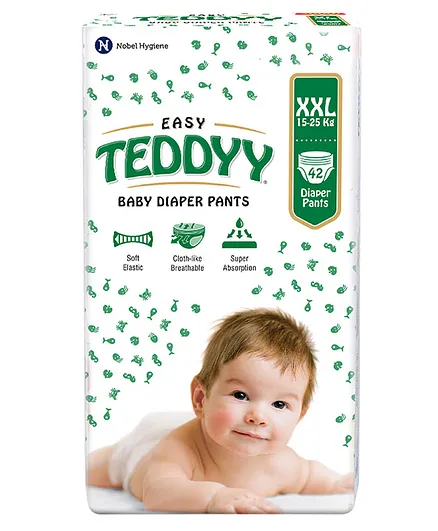 N Nobel Hygiene
EASY
TEDDYY®
BABY DIAPER PANTS
XXL
15-25 Kg
42
Diaper
Pants
Soft
Elastic
Cloth-like
Breathable
Super
Absorption